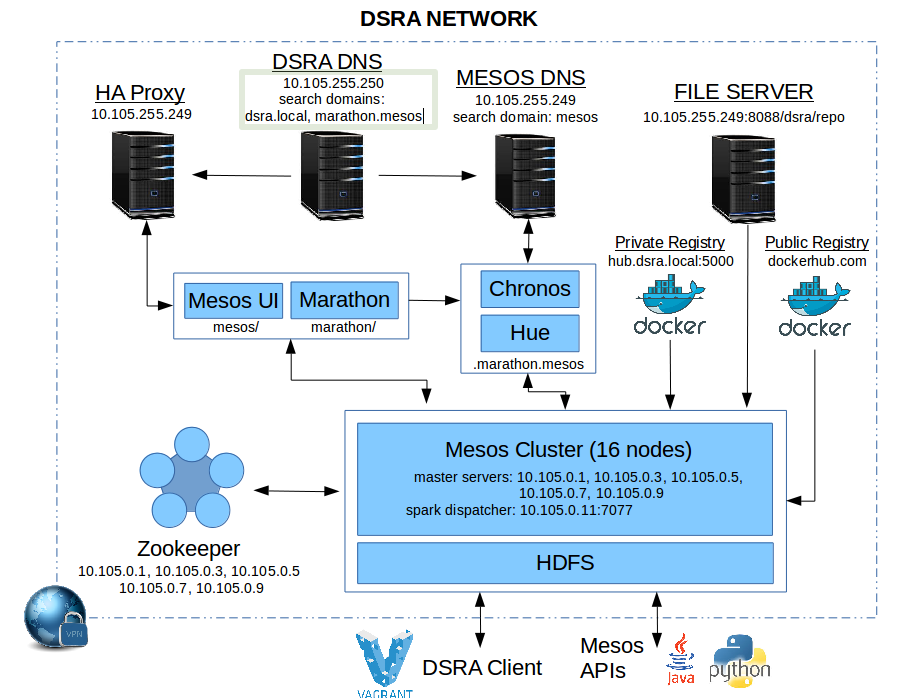 DSRA NETWORK
DSRA DNS
10.105.255.250
search domains:
dsra.local, marathon.mesos
HA Proxy
10.105.255.249
MESOS DNS
10.105.255.249
search domain: mesos
FILE SERVER
10.105.255.249:8088/dsra/repo
Private Registry
hub.dsra.local:5000
docker
Public Registry
dockerhub.com
docker
Mesos UI
mesos/
Marathon
marathon/
Chronos
Hue
.marathon.mesos
Mesos Cluster (16 nodes)
master servers: 10.105.0.1, 10.105.0.3, 10.105.0.5,
10.105.0.7, 10.105.0.9
spark dispatcher: 10.105.0.11:7077
HDFS
Zookeeper
10.105.0.1, 10.105.0.3, 10.105.0.5
10.105.0.7, 10.105.0.9
VPN
VAGRANT
DSRA Client
Mesos
APIs
Java
python